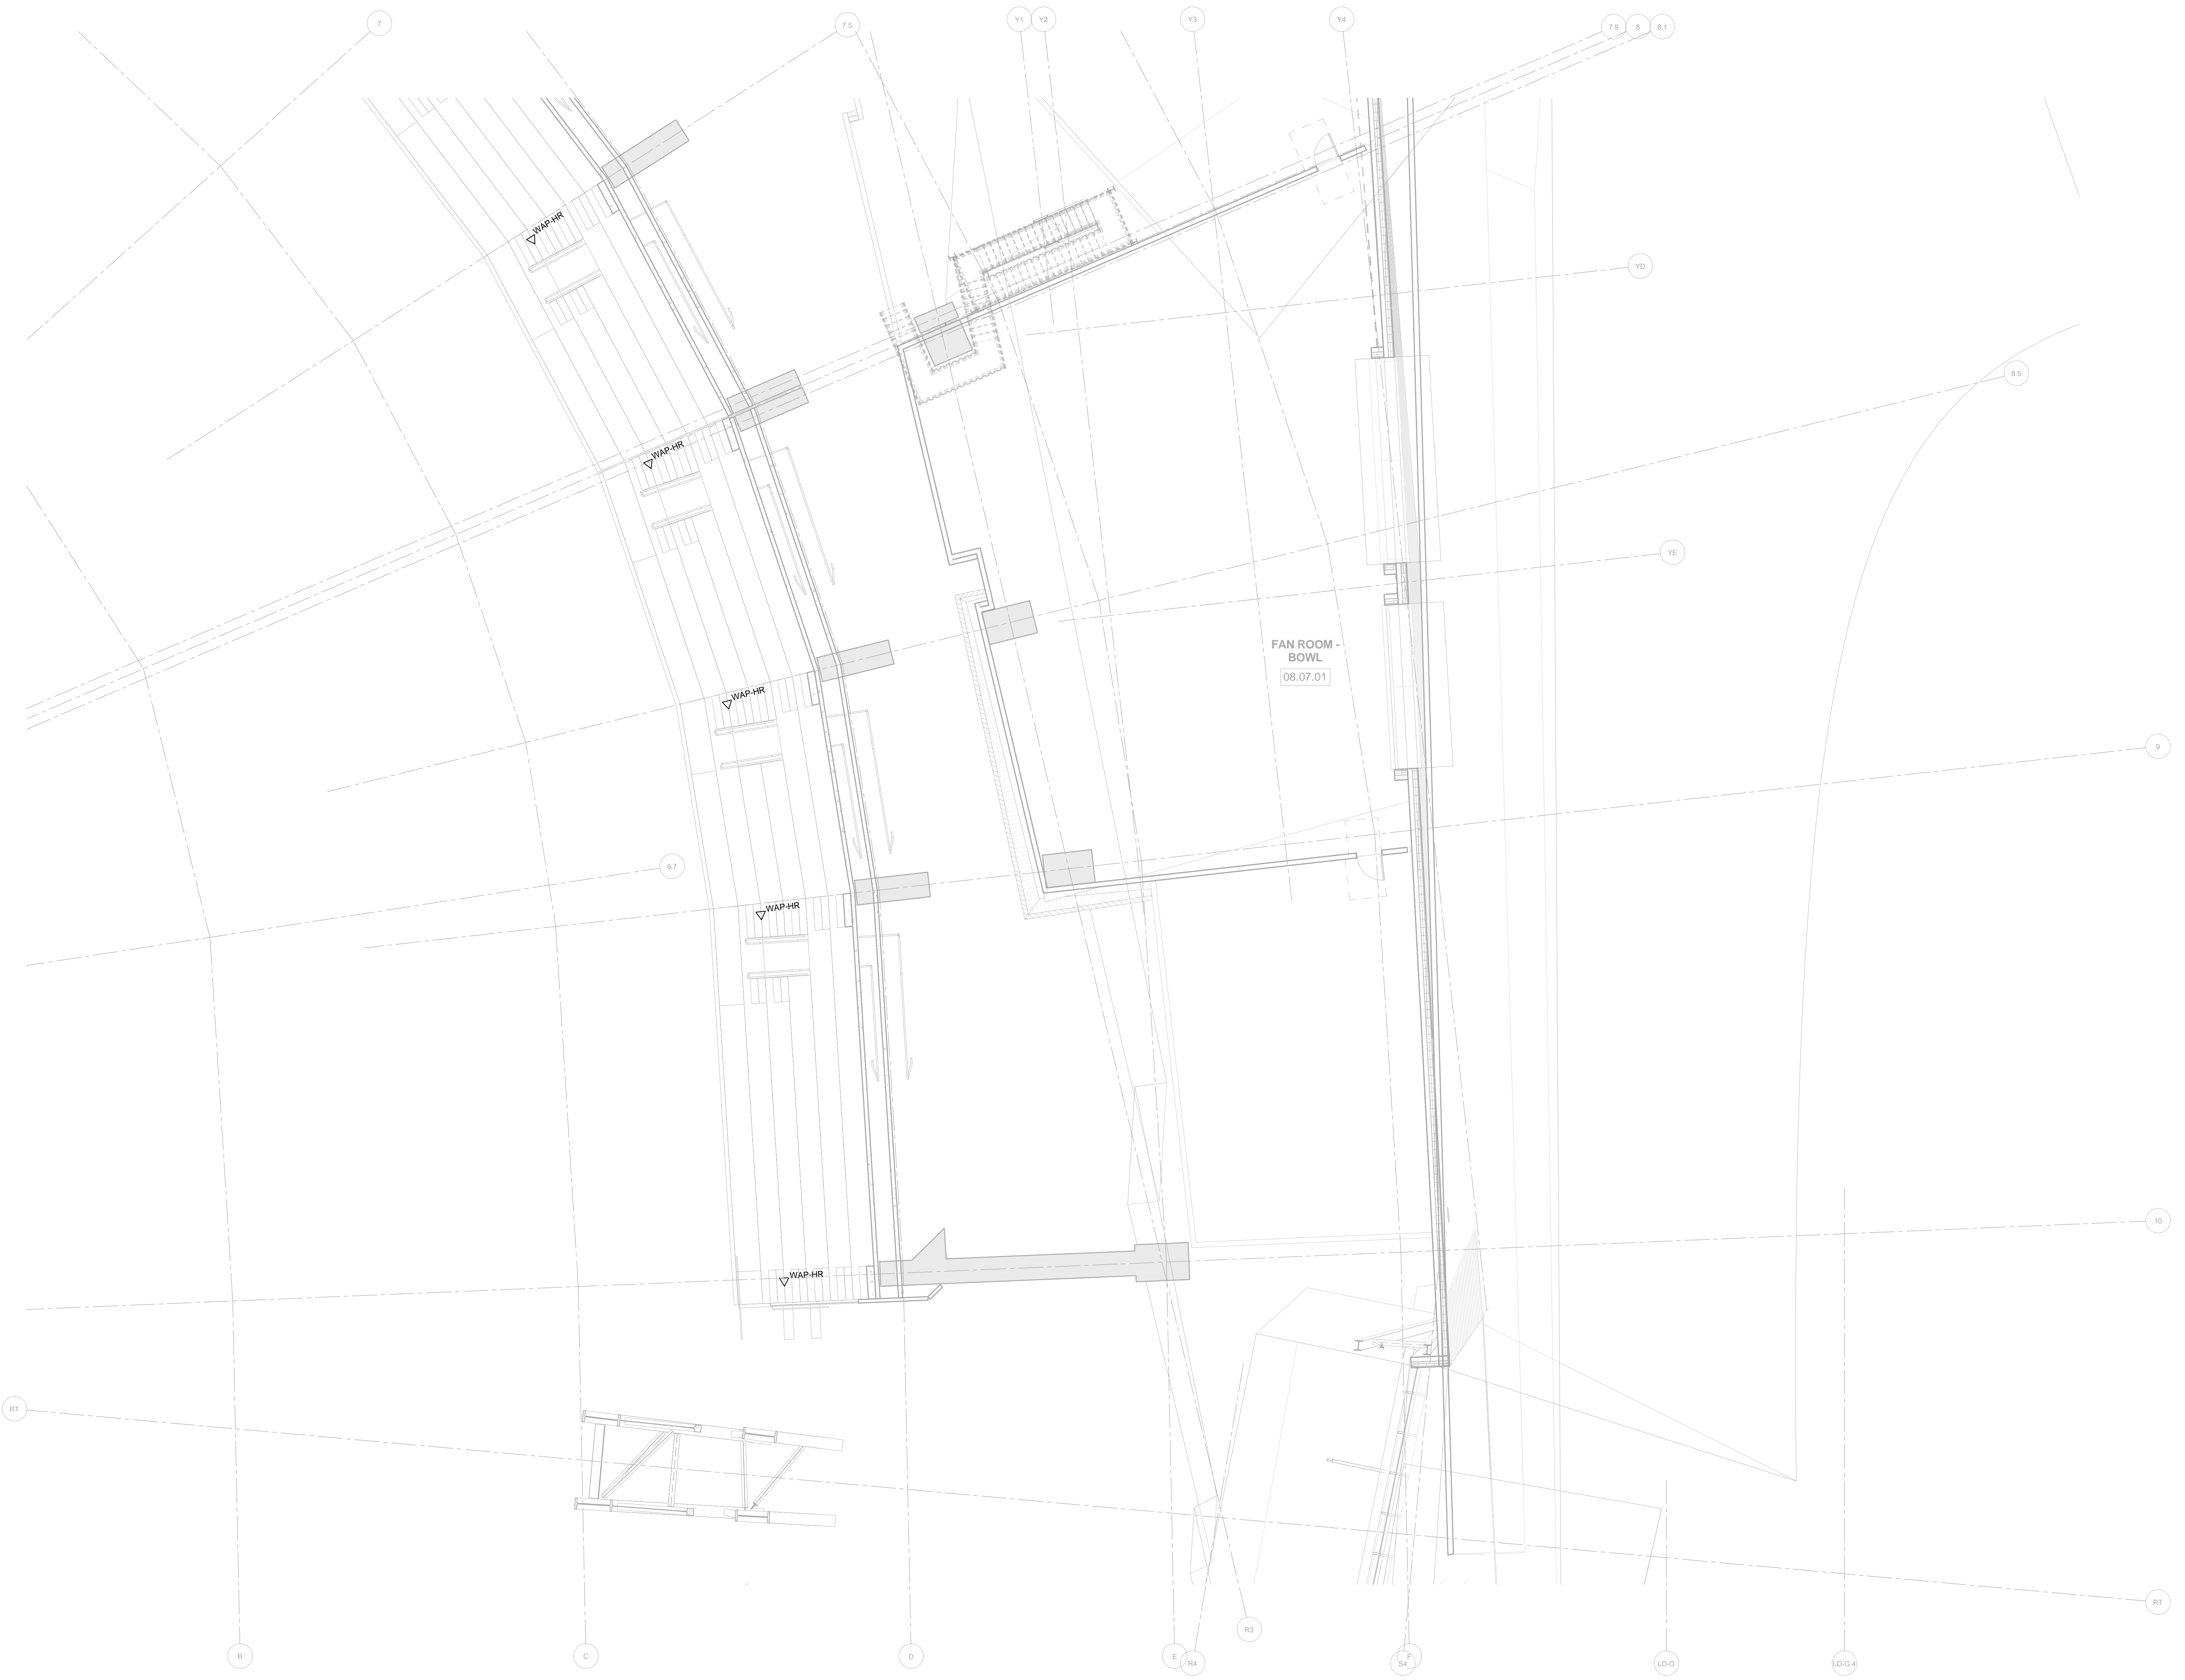 7
7.5
Y1
Y2
Y3
Y4
7.9
8
8.1
WAP-HR
YD
8.5
WAP-HR
YE
FAN ROOM -
BOWL
08.07.01
WAP-HR
9
8.7
WAP-HR
10
WAP-HR
RT
RT
R3
B
C
D
E
R4
F
S4
LD-G
LD-G.4